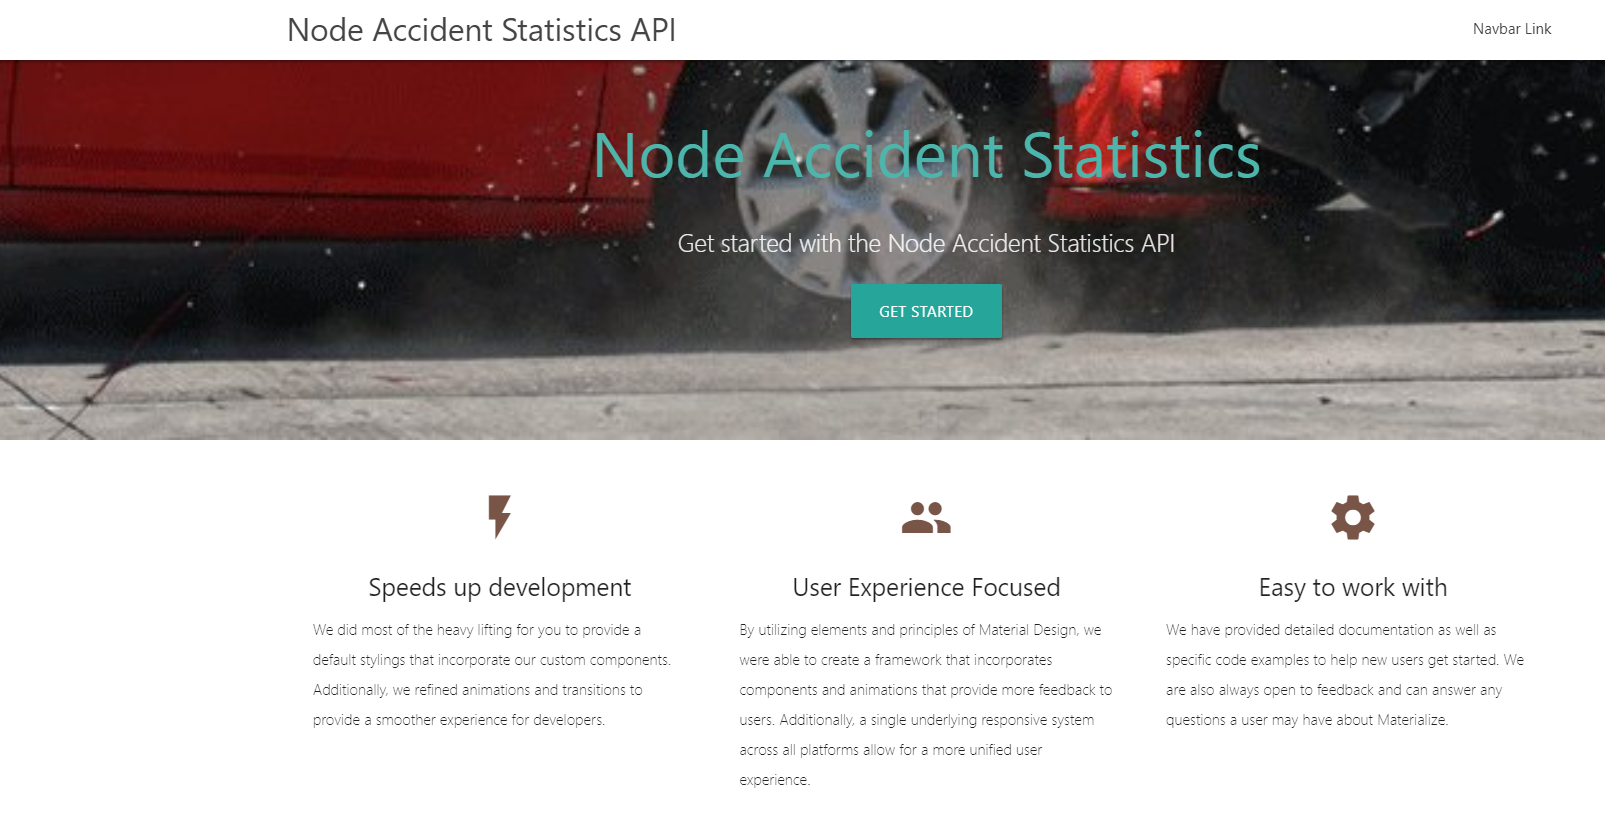 Node Accident Statistics API
Navbar Link
Node Accident Statistics
Get started with the Node Accident Statistics API
GET STARTED
Speeds up development
We did most of the heavy lifting for you to provide a
default stylings that incorporate our custom components.
Additionally, we refined animations and transitions to
provide a smoother experience for developers.
User Experience Focused
By utilizing elements and principles of Material Design, we
were able to create a framework that incorporates
components and animations that provide more feedback to
users. Additionally, a single underlying responsive system
across all platforms allow for a more unified user
experience.
Easy to work with
We have provided detailed documentation as well as
specific code examples to help new users get started. We
are also always open to feedback and can answer any
questions a user may have about Materialize.